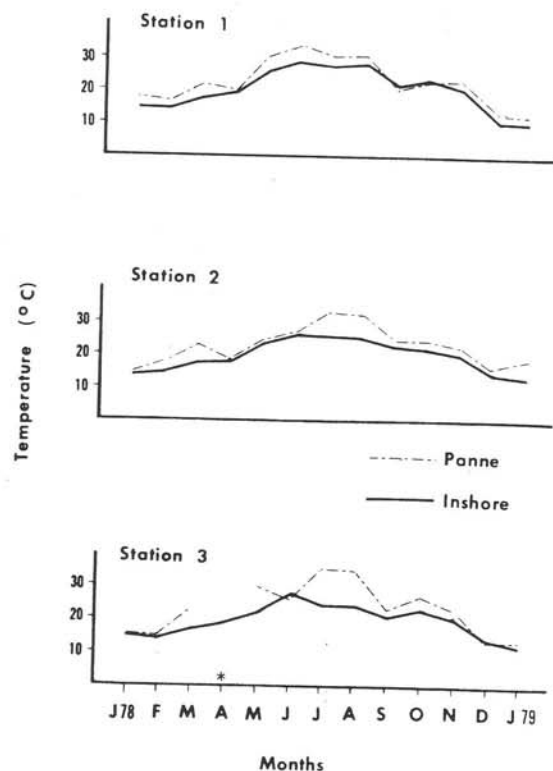 Station 1
30
20
10
Station 2
30
20
10
Temperature (°C)
Panne
Inshore
Station 3
30
20
10
*
J78 F M A M J J A S O N D J79
Months